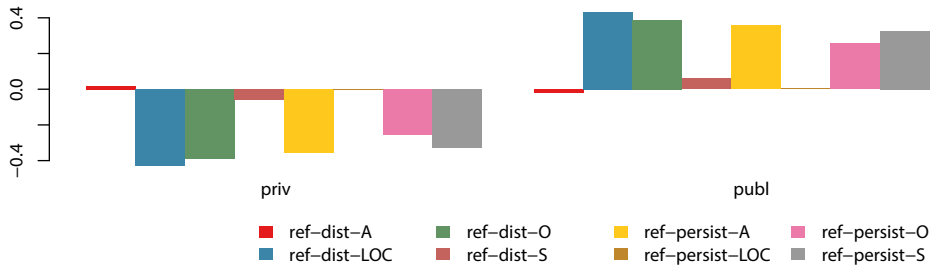 0.4
0.0
−0.4
priv publ
ref−dist−A ref−dist−O ref−persist−A ref−persist−O
ref−dist−LOC ref−dist−S ref−persist−LOC ref−persist−S